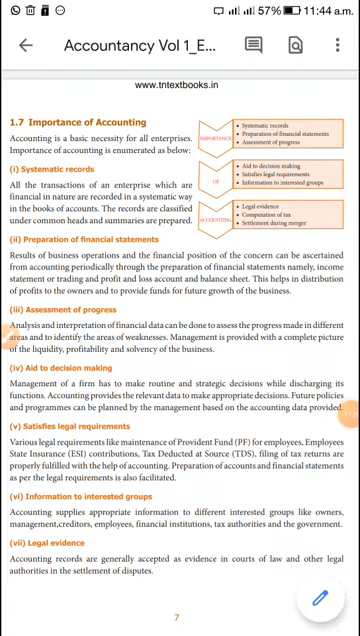 57% 11:44 a.m.
Accountancy Vol 1_E...
www.tntextbooks.in
1.7 Importance of Accounting
Accounting is a basic necessity for all enterprises.
Importance of accounting is enumerated as below:
(i) Systematic records
All the transactions of an enterprise which are
financial in nature are recorded in a systematic way
in the books of accounts. The records are classified
under common heads and summaries are prepared.
IMPORTANCE
• Systematic records
• Preparation of financial statements
• Assessment of progress
OF
• Aid to decision making
• Satisfies legal requirements
• Information to interested groups
ACCOUNTING
• Legal evidence
• Computation of tax
• Settlement during merger
(ii) Preparation of financial statements
Results of business operations and the financial position of the concern can be ascertained
from accounting periodically through the preparation of financial statements namely, income
statement or trading and profit and loss account and balance sheet. This helps in distribution
of profits to the owners and to provide funds for future growth of the business.
(iii) Assessment of progress
Analysis and interpretation of financial data can be done to assess the progress made in different
areas and to identify the areas of weaknesses. Management is provided with a complete picture
of the liquidity, profitability and solvency of the business.
(iv) Aid to decision making
Management of a firm has to make routine and strategic decisions while discharging its
functions. Accounting provides the relevant data to make appropriate decisions. Future policies
and programmes can be planned by the management based on the accounting data provided.
(v) Satisfies legal requirements
Various legal requirements like maintenance of Provident Fund (PF) for employees, Employees
State Insurance (ESI) contributions, Tax Deducted at Source (TDS), filing of tax returns are
properly fulfilled with the help of accounting. Preparation of accounts and financial statements
as per the legal requirements is also facilitated.
(vi) Information to interested groups
Accounting supplies appropriate information to different interested groups like owners,
management,creditors, employees, financial institutions, tax authorities and the government.
(vii) Legal evidence
Accounting records are generally accepted as evidence in courts of law and other legal
authorities in the settlement of disputes.
7